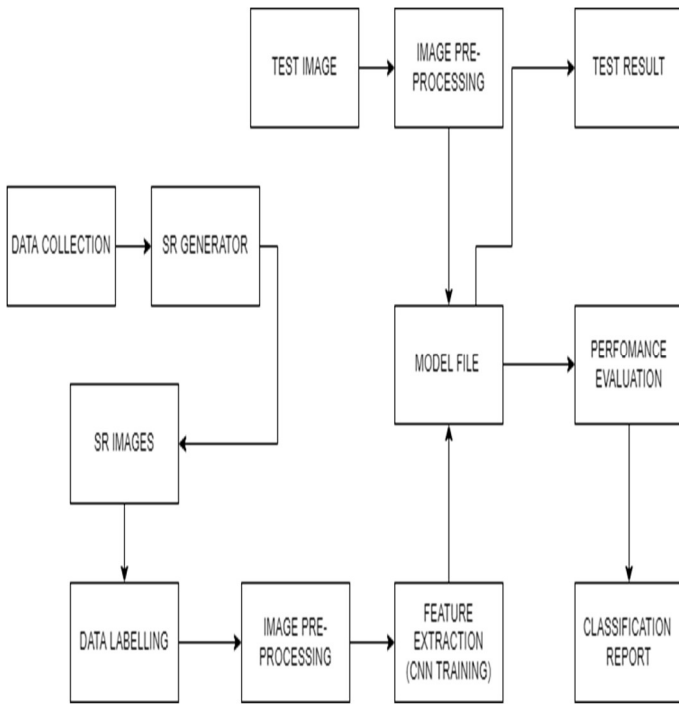 TEST IMAGE
IMAGE PRE-
PROCESSING
TEST RESULT
DATA COLLECTION
SR GENERATOR
MODEL FILE
PERFOMANCE
EVALUATION
SR IMAGES
DATA LABELLING
IMAGE PRE-
PROCESSING
FEATURE
EXTRACTION
(CNN TRAINING)
CLASSIFICATION
REPORT